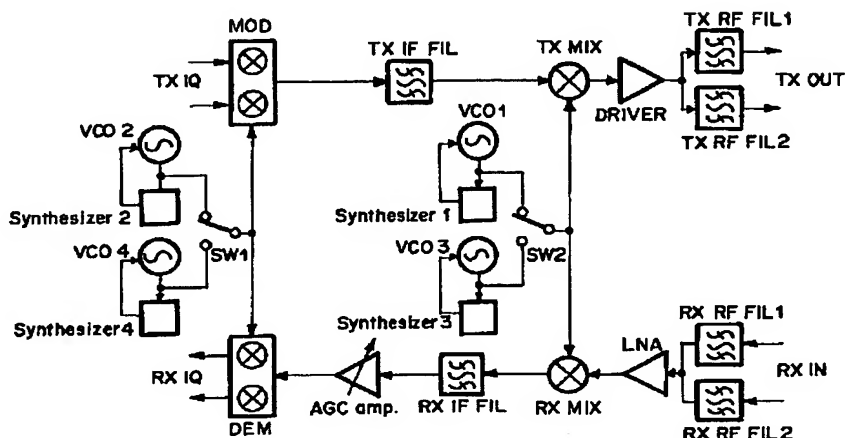 MOD
TX RF FIL1
TX IF FIL
TX MIX
TX IQ
TX OUT
DRIVER
VCO 2
VCO1
TX RF FIL2
Synthesizer 2
Synthesizer 1
VCO 4
SW1
VCO 3
SW2
Synthesizer4
Synthesizer3
RX RF FIL1
LNA
RX IQ
RX IN
AGC amp.
RX IF FIL
RX MIX
DEM
RX RF FIL2